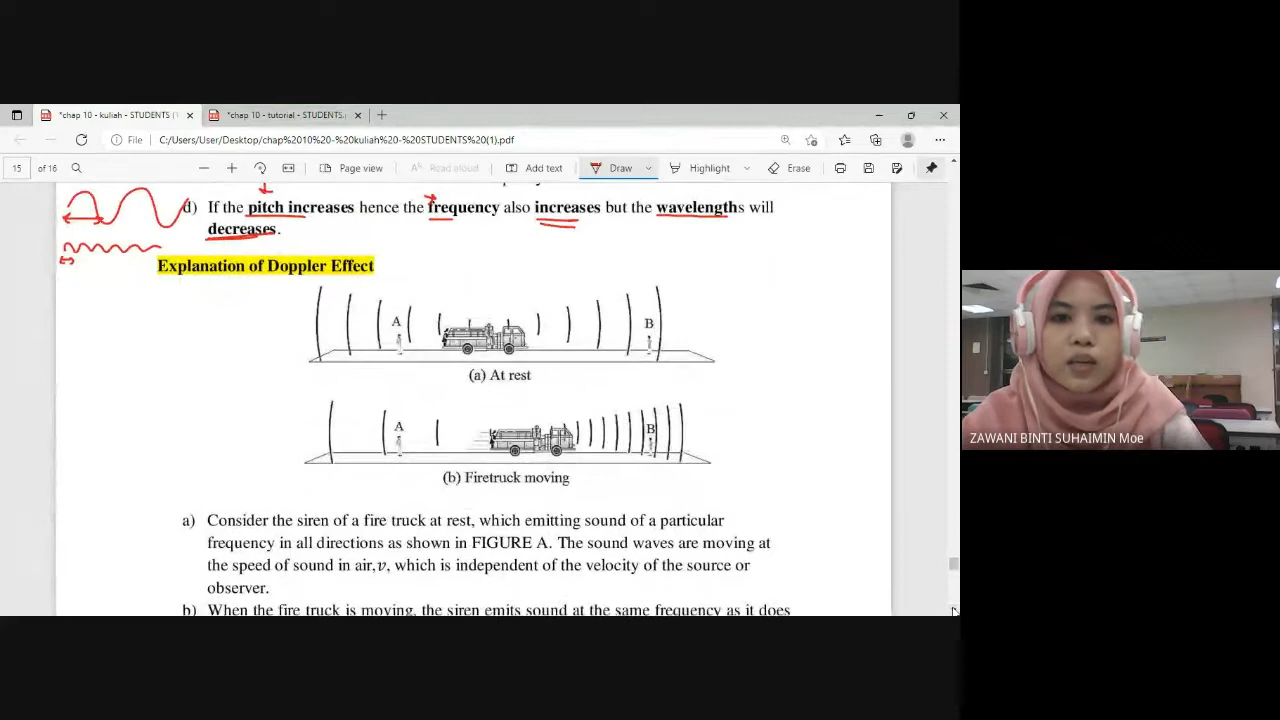 *chap 10 - kuliah - STUDENTS (1
*chap 10 - tutorial - STUDENTS.
File
C:/Users/User/Desktop/chap%2010%20-%20kuliah%20-%20STUDENTS%20(1).pdf
15 of 16
Page view
Read aloud
Add text
Draw
Highlight
Erase
d) If the pitch increases hence the frequency also increases but the wavelengths will
decreases.
Explanation of Doppler Effect
A
B
(a) At rest
A
B
(b) Firetruck moving
a) Consider the siren of a fire truck at rest, which emitting sound of a particular
frequency in all directions as shown in FIGURE A. The sound waves are moving at
the speed of sound in air, v, which is independent of the velocity of the source or
observer.
b) When the fire truck is moving, the siren emits sound at the same frequency as it does
ZAWANI BINTI SUHAIMIN Moe